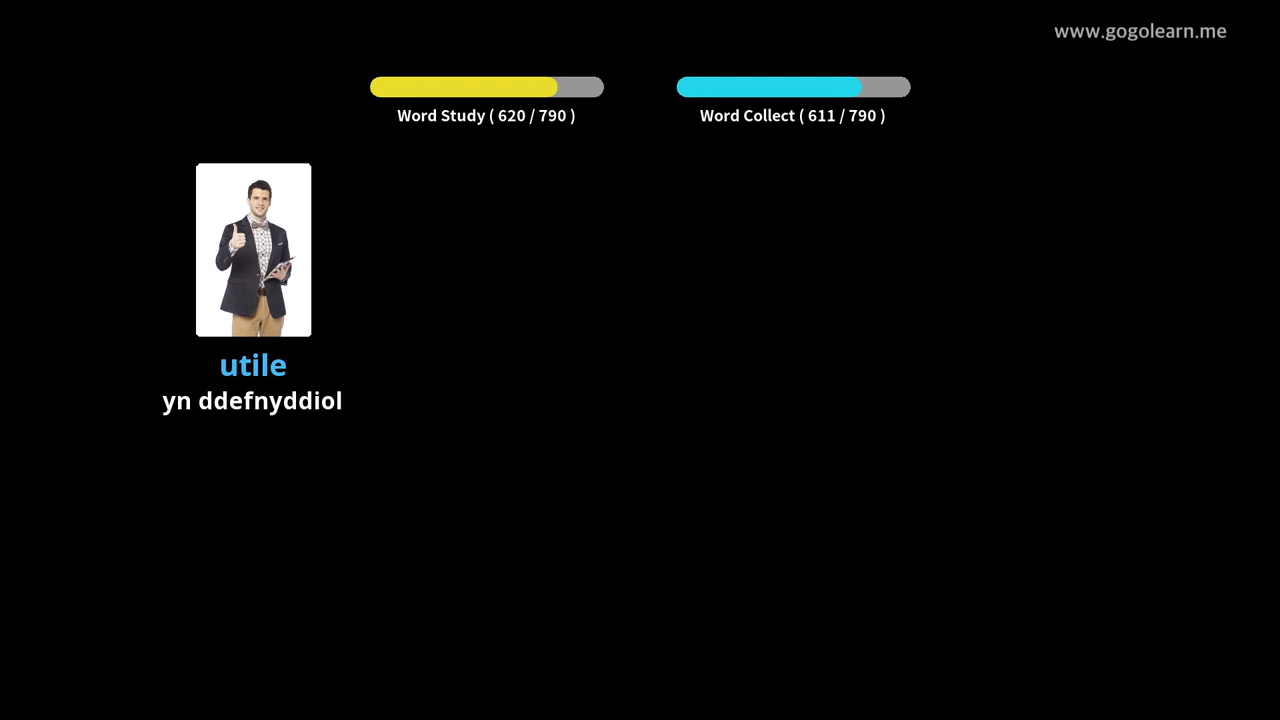 www.gogolearn.me
Word Study ( 620 / 790 )
Word Collect ( 611 / 790 )
utile
yn ddefnyddiol